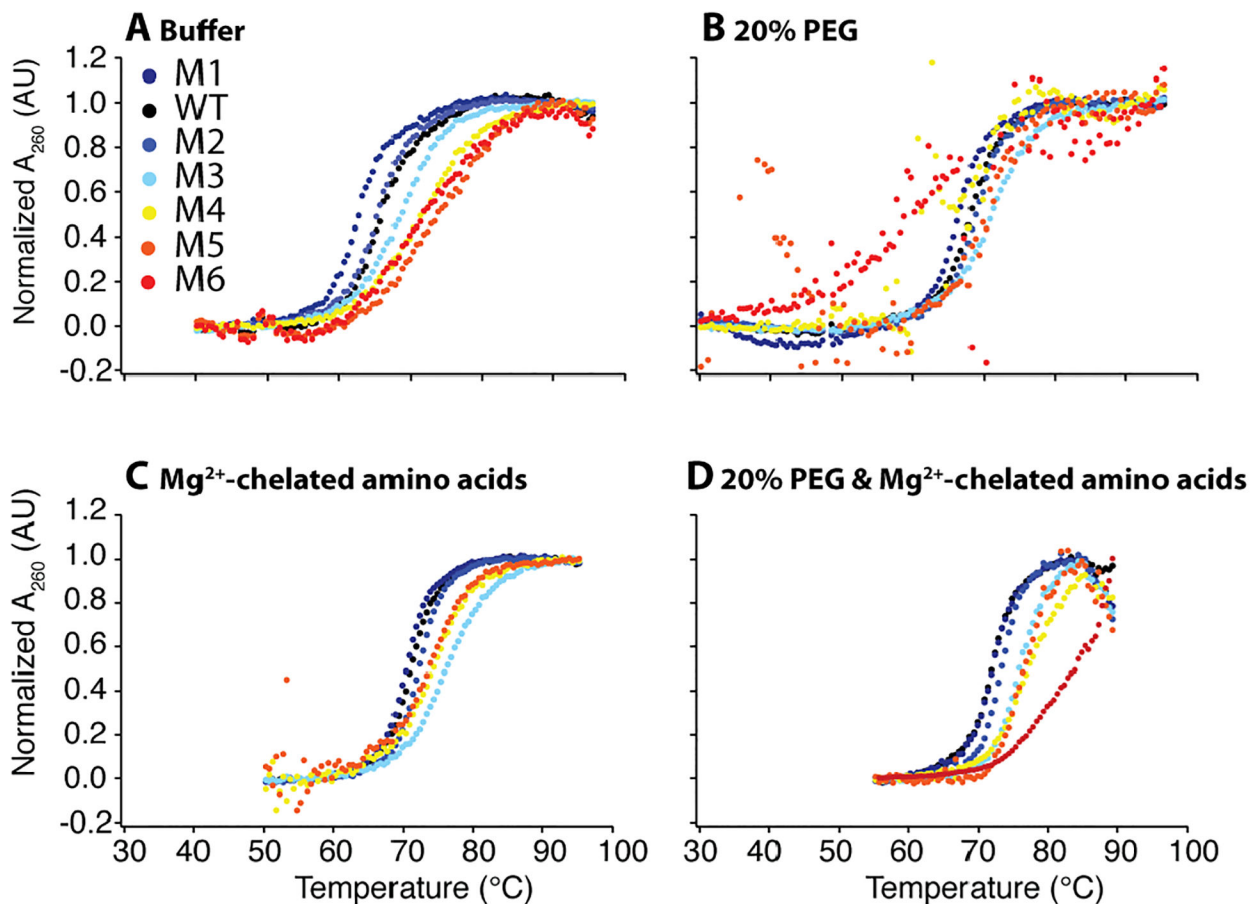 A Buffer
B 20% PEG
Normalized A260 (AU)
1.2
1.0
0.8
0.6
0.4
0.2
0.0
-0.2
M1
WT
M2
M3
M4
M5
M6
C Mg2+-chelated amino acids
D 20% PEG & Mg2+-chelated amino acids
Normalized A260 (AU)
1.2
1.0
0.8
0.6
0.4
0.2
0.0
-0.2
30 40 50 60 70 80 90 100
30 40 50 60 70 80 90 100
Temperature (°C)
Temperature (°C)